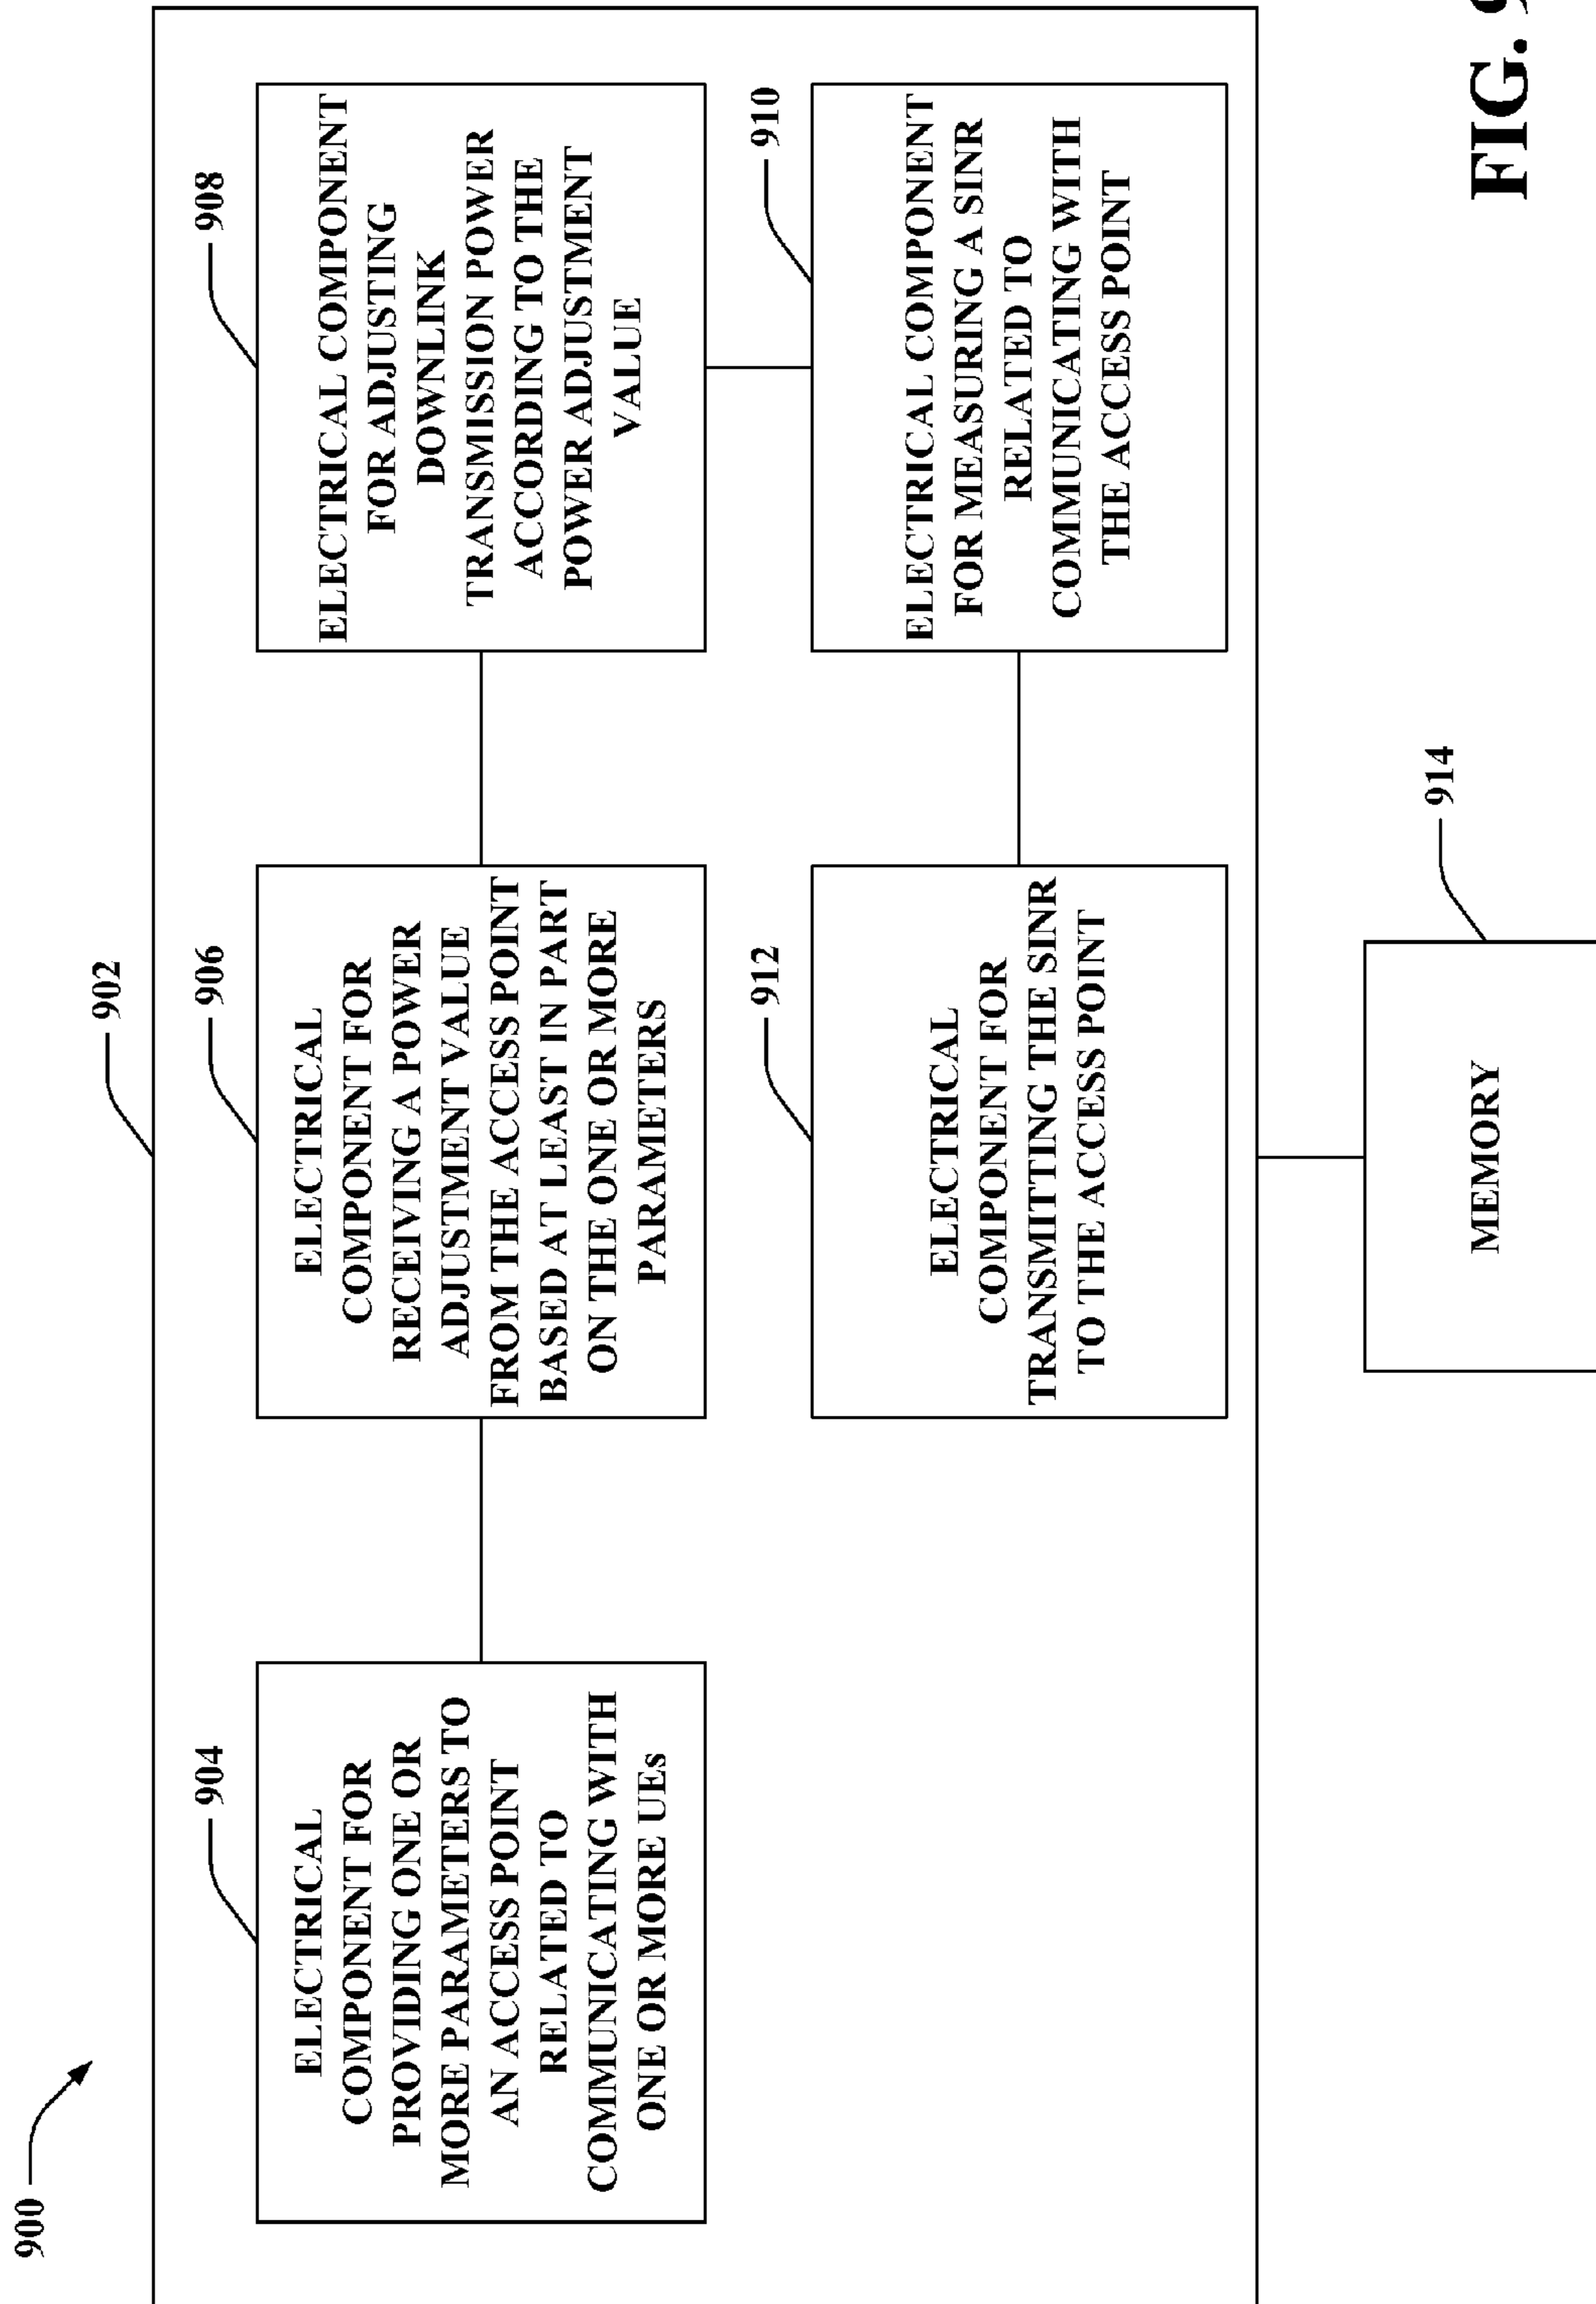 900
902
904
ELECTRICAL
COMPONENT FOR
PROVIDING ONE OR
MORE PARAMETERS TO
AN ACCESS POINT
RELATED TO
COMMUNICATING WITH
ONE OR MORE UEs
906
ELECTRICAL
COMPONENT FOR
RECEIVING A POWER
ADJUSTMENT VALUE
FROM THE ACCESS POINT
BASED AT LEAST IN PART
ON THE ONE OR MORE
PARAMETERS
908
ELECTRICAL COMPONENT
FOR ADJUSTING
DOWNLINK
TRANSMISSION POWER
ACCORDING TO THE
POWER ADJUSTMENT
VALUE
912
ELECTRICAL
COMPONENT FOR
TRANSMITTING THE SINR
TO THE ACCESS POINT
910
ELECTRICAL COMPONENT
FOR MEASURING A SINR
RELATED TO
COMMUNICATING WITH
THE ACCESS POINT
914
MEMORY
FIG. 9